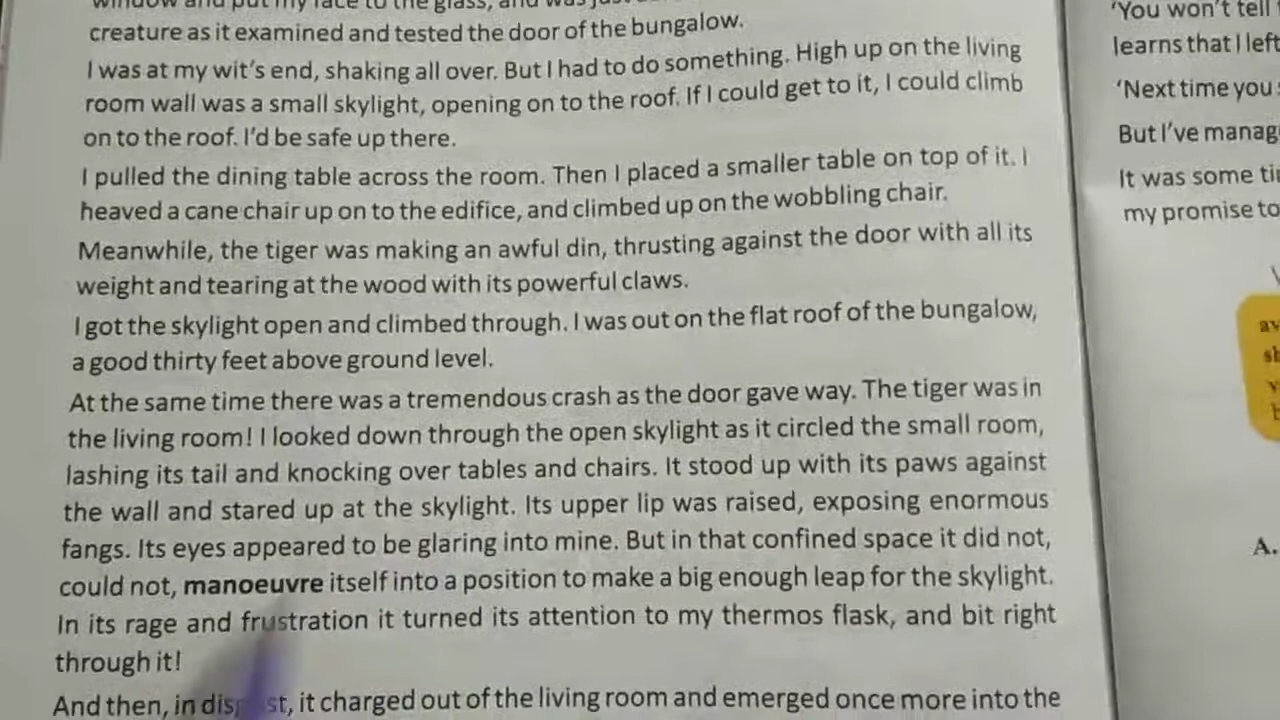 window and put my face to the glass, and was just
creature as it examined and tested the door of the bungalow.
I was at my wit's end, shaking all over. But I had to do something. High up on the living
room wall was a small skylight, opening on to the roof. If I could get to it, I could climb
on to the roof. I'd be safe up there.
I pulled the dining table across the room. Then I placed a smaller table on top of it. I
heaved a cane chair up on to the edifice, and climbed up on the wobbling chair.
Meanwhile, the tiger was making an awful din, thrusting against the door with all its
weight and tearing at the wood with its powerful claws.
I got the skylight open and climbed through. I was out on the flat roof of the bungalow,
a good thirty feet above ground level.
At the same time there was a tremendous crash as the door gave way. The tiger was in
the living room! I looked down through the open skylight as it circled the small room,
lashing its tail and knocking over tables and chairs. It stood up with its paws against
the wall and stared up at the skylight. Its upper lip was raised, exposing enormous
fangs. Its eyes appeared to be glaring into mine. But in that confined space it did not,
could not, manoeuvre itself into a position to make a big enough leap for the skylight.
In its rage and frustration it turned its attention to my thermos flask, and bit right
through it!
And then, in it charged out of the living room and emerged once more into the
'You won't tell
learns that I left
'Next time you
But I've manag
It was some
my promise to
A.